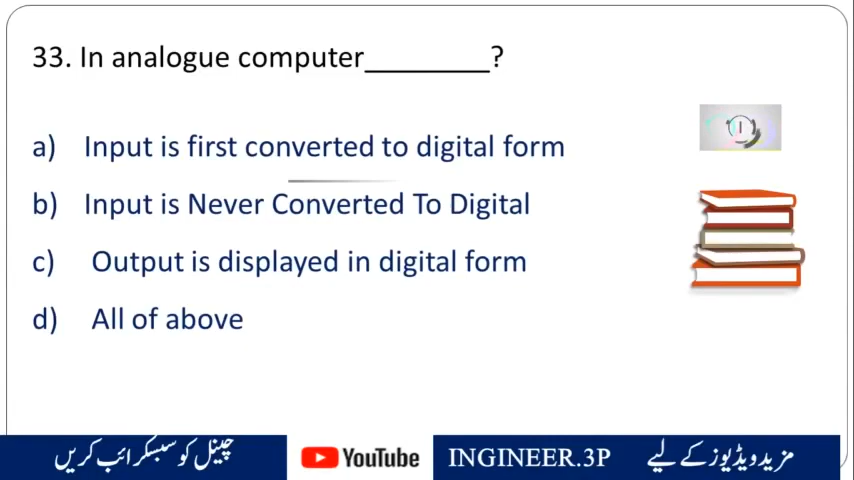 33. In analogue computer________?
a) Input is first converted to digital form
b) Input is Never Converted To Digital
c) Output is displayed in digital form
d) All of above
چینل کو سبسکرائب کریں YouTube INGINEER.3P مزید ویڈیوز کے لیے